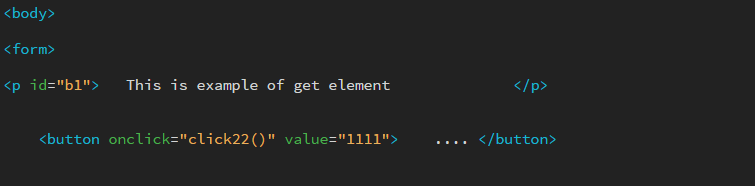 <body>
<form>
<p id="b1">   This is example of get element              </p>
    <button onclick="click22()" value="1111">    .... </button>